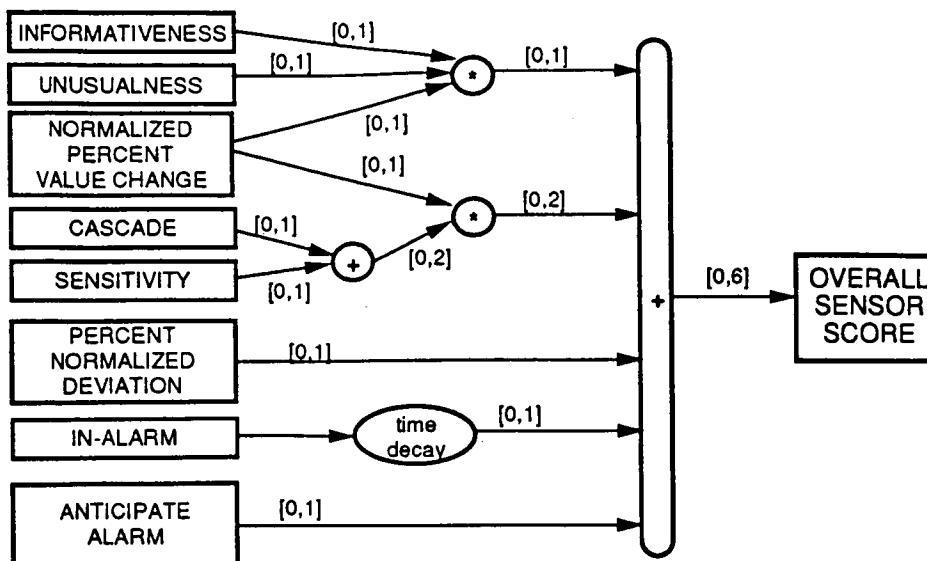 INFORMATIVENESS
[0,1]
UNUSUALNESS
[0,1]
*
[0,1]
NORMALIZED
PERCENT
VALUE CHANGE
[0,1]
[0,1]
*
[0,2]
CASCADE
[0,1]
+
[0,2]
SENSITIVITY
[0,1]
PERCENT
NORMALIZED
DEVIATION
[0,1]
IN-ALARM
time
decay
[0,1]
ANTICIPATE
ALARM
[0,1]
+
[0,6]
OVERALL
SENSOR
SCORE